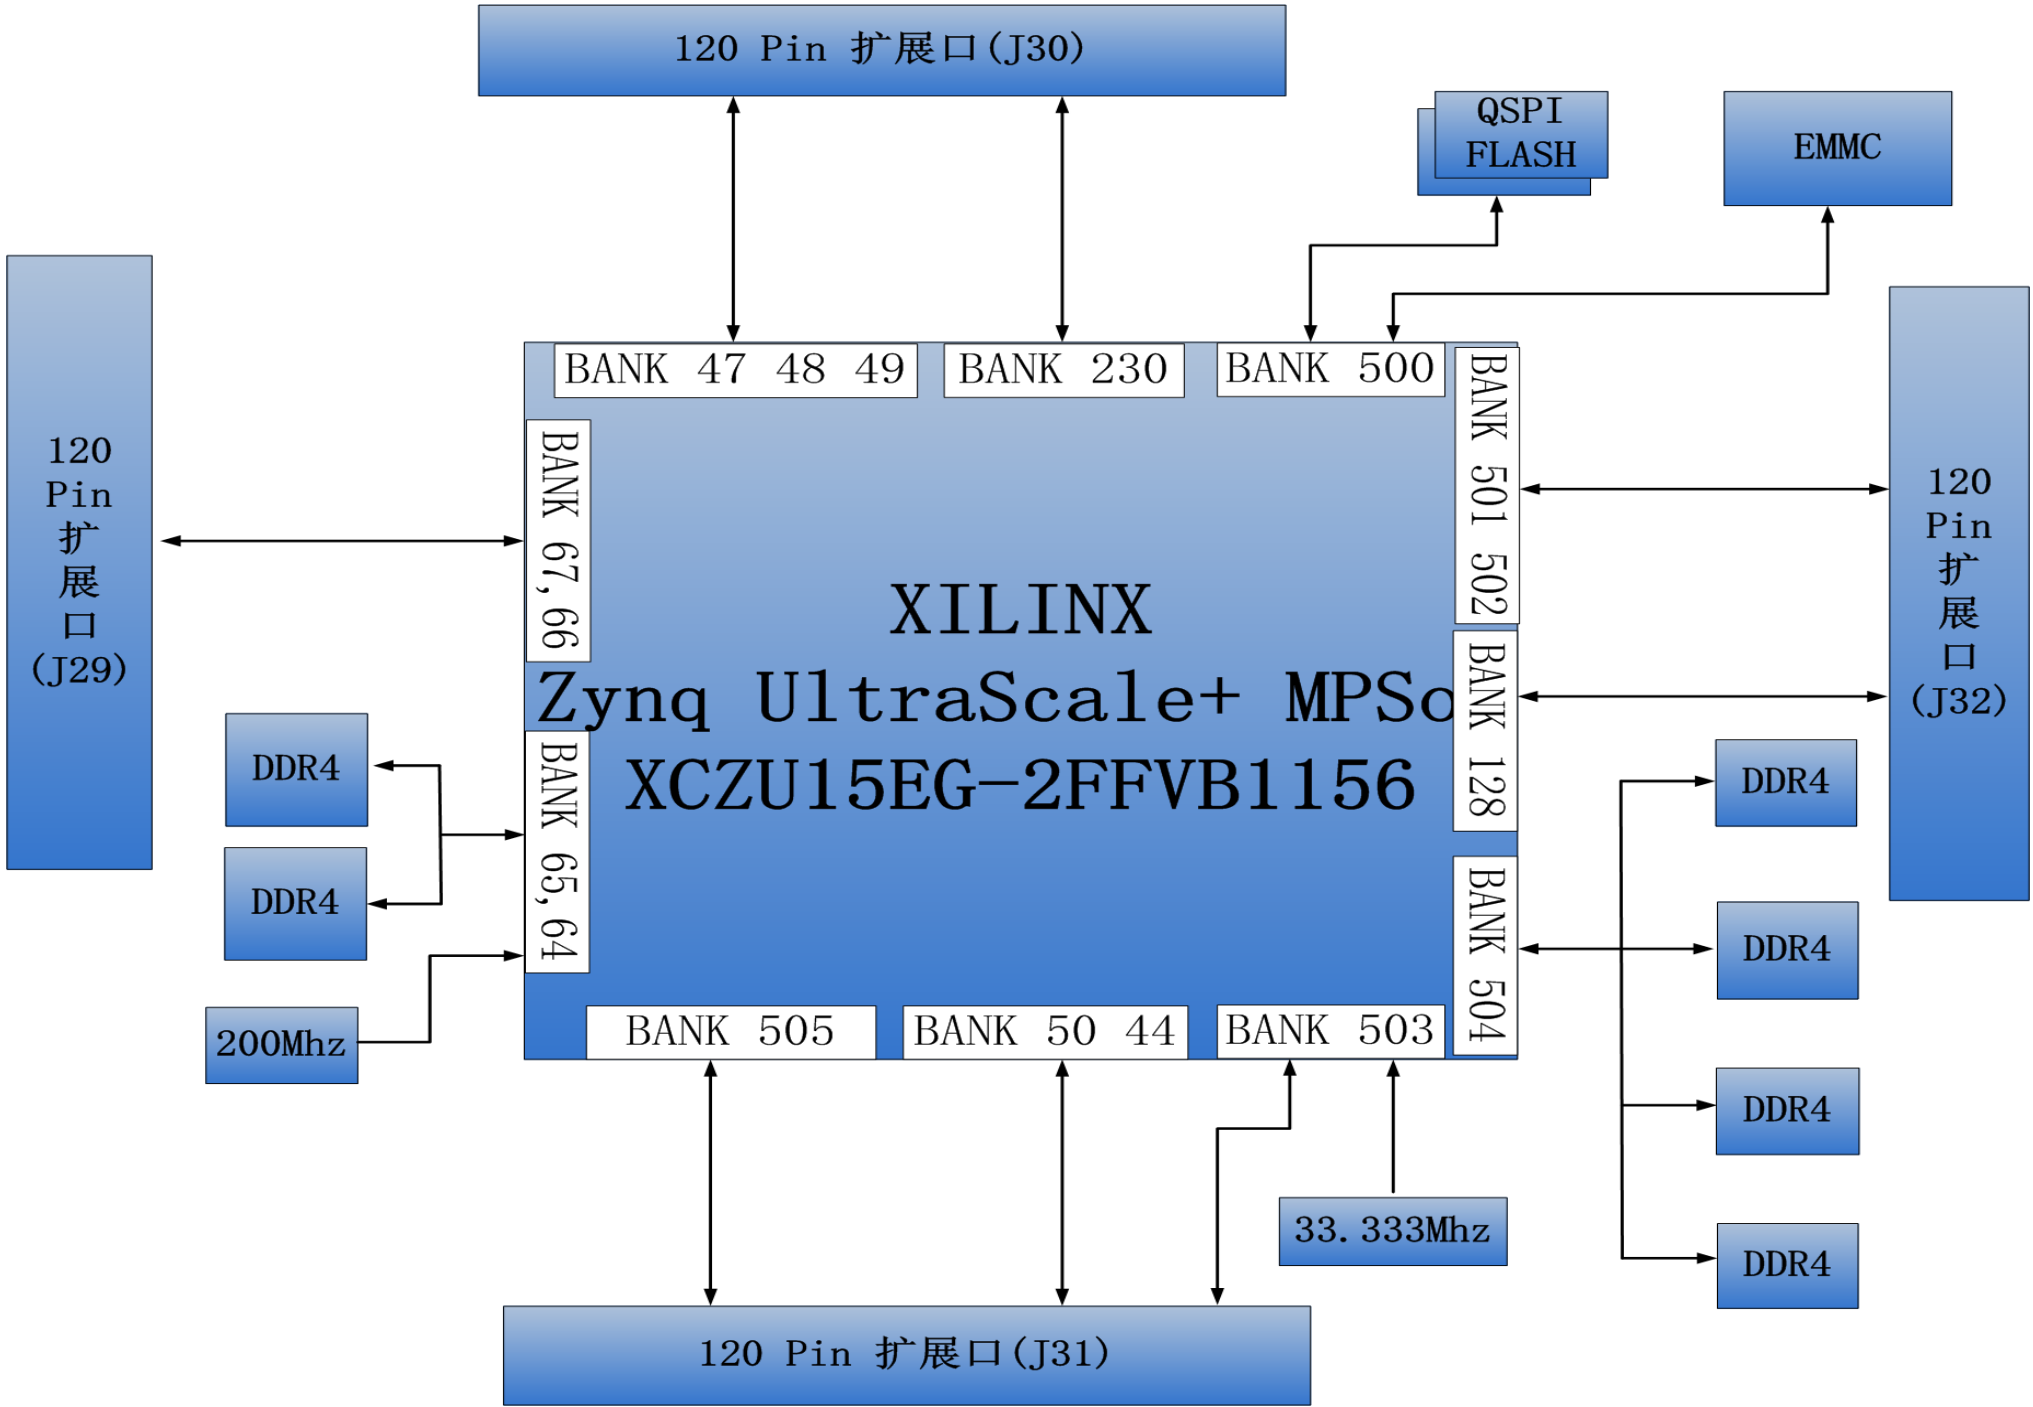 120 Pin 扩展口(J30)
QSPI
FLASH
EMMC
120
Pin
扩
展
口
(J29)
BANK 47 48 49
BANK 230
BANK 500
BANK 501 502
BANK 67,66
120
Pin
扩
展
口
(J32)
XILINX
Zynq UltraScale+ MPSo
XCZU15EG-2FFVB1156
BANK 128
DDR4
DDR4
BANK 65,64
200Mhz
BANK 504
DDR4
DDR4
DDR4
DDR4
BANK 505
BANK 50 44
BANK 503
33.333Mhz
120 Pin 扩展口(J31)